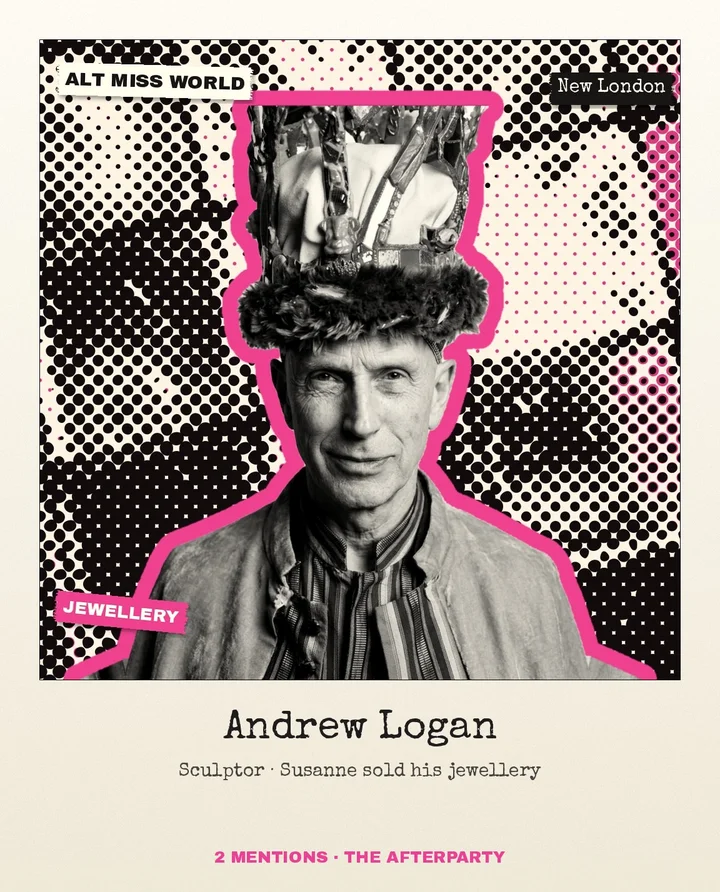 ALT MISS WORLD
New London
JEWELLERY
Andrew Logan
Sculptor · Susanne sold his jewellery
2 MENTIONS · THE AFTERPARTY